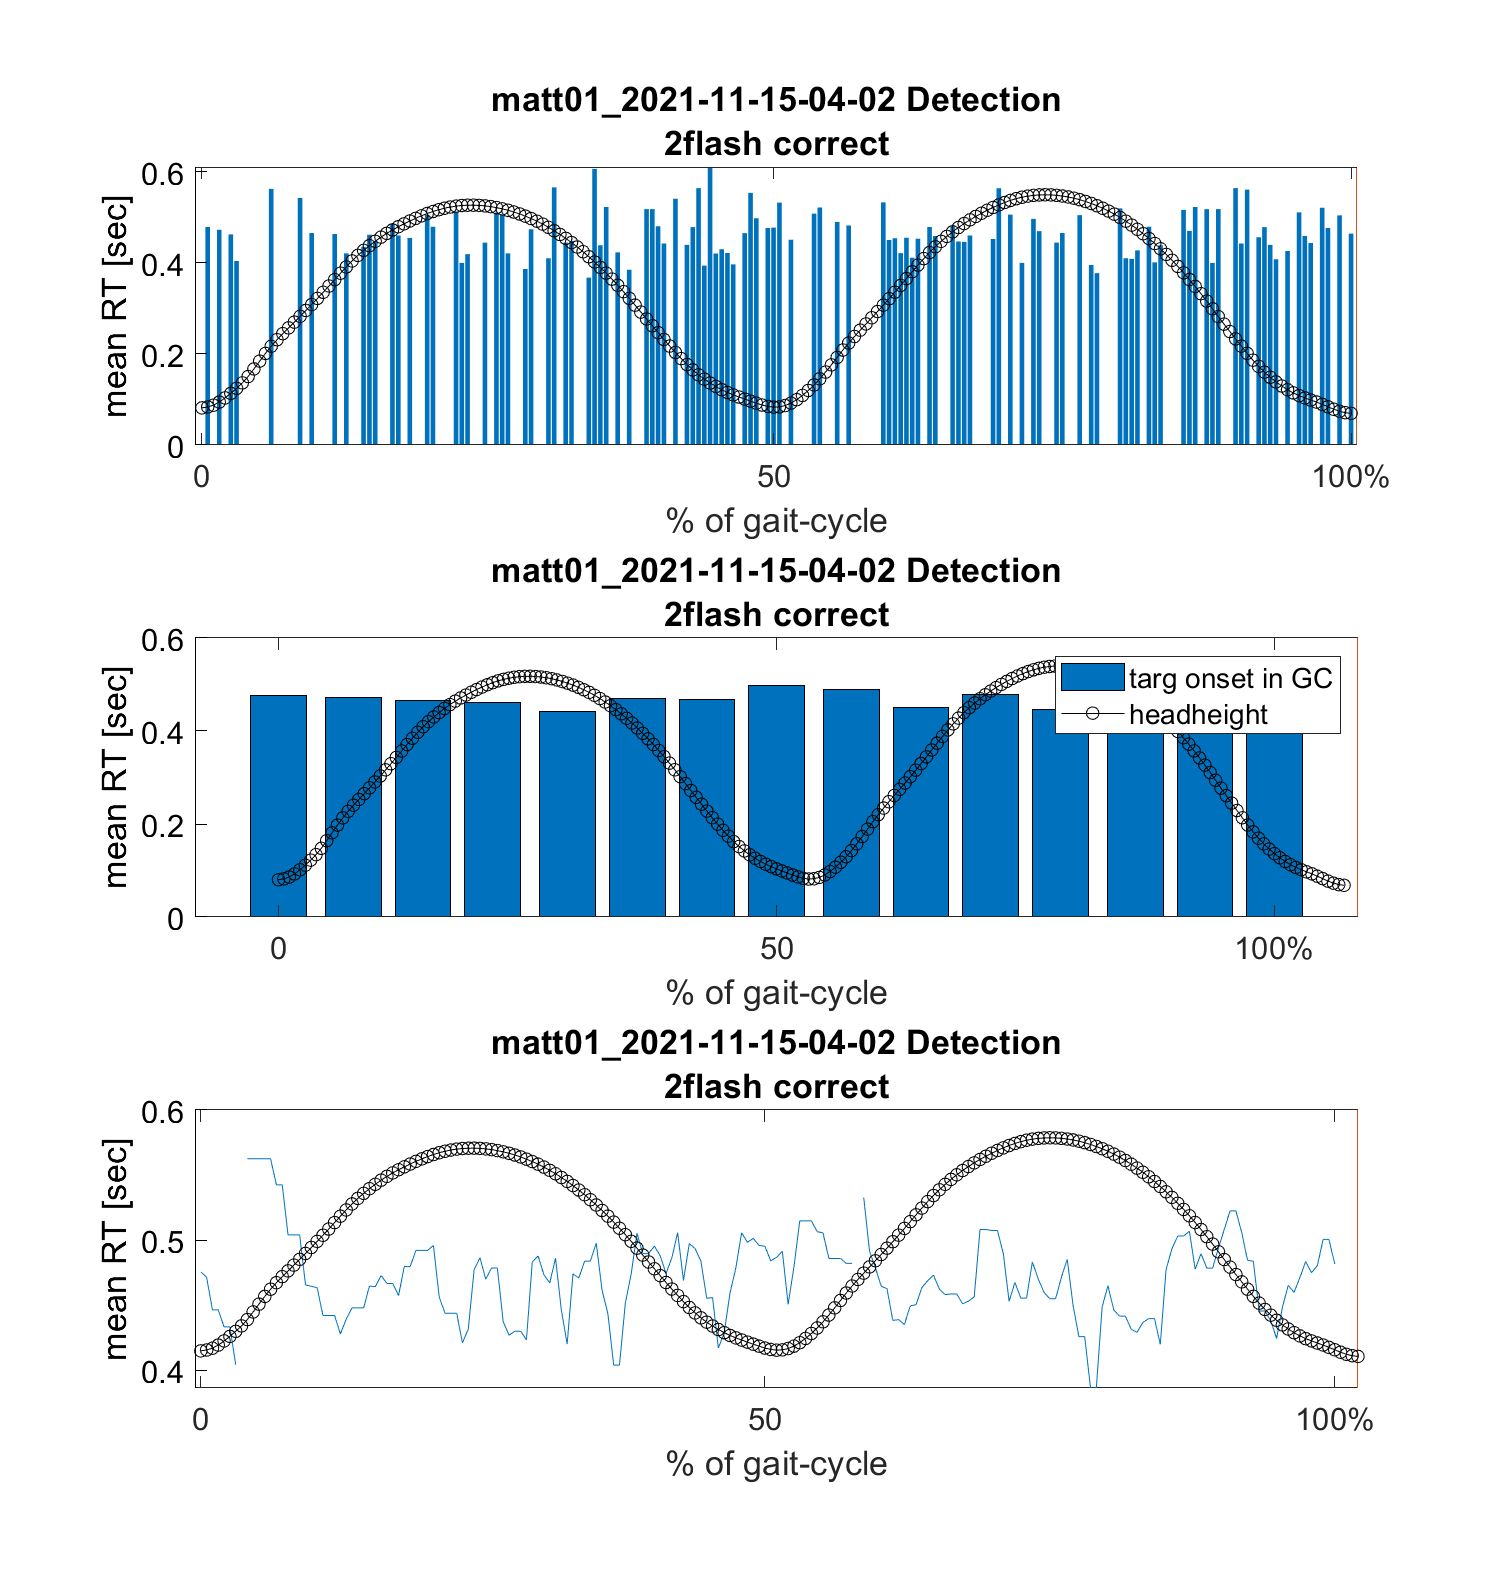 matt01_2021-11-15-04-02 Detection
2flash correct
mean RT [sec]
0.6
0.4
0.2
0
0 50 100%
% of gait-cycle
matt01_2021-11-15-04-02 Detection
2flash correct
mean RT [sec]
0.6
0.4
0.2
0
targ onset in GC
headheight
0 50 100%
% of gait-cycle
matt01_2021-11-15-04-02 Detection
2flash correct
mean RT [sec]
0.6
0.5
0.4
0 50 100%
% of gait-cycle